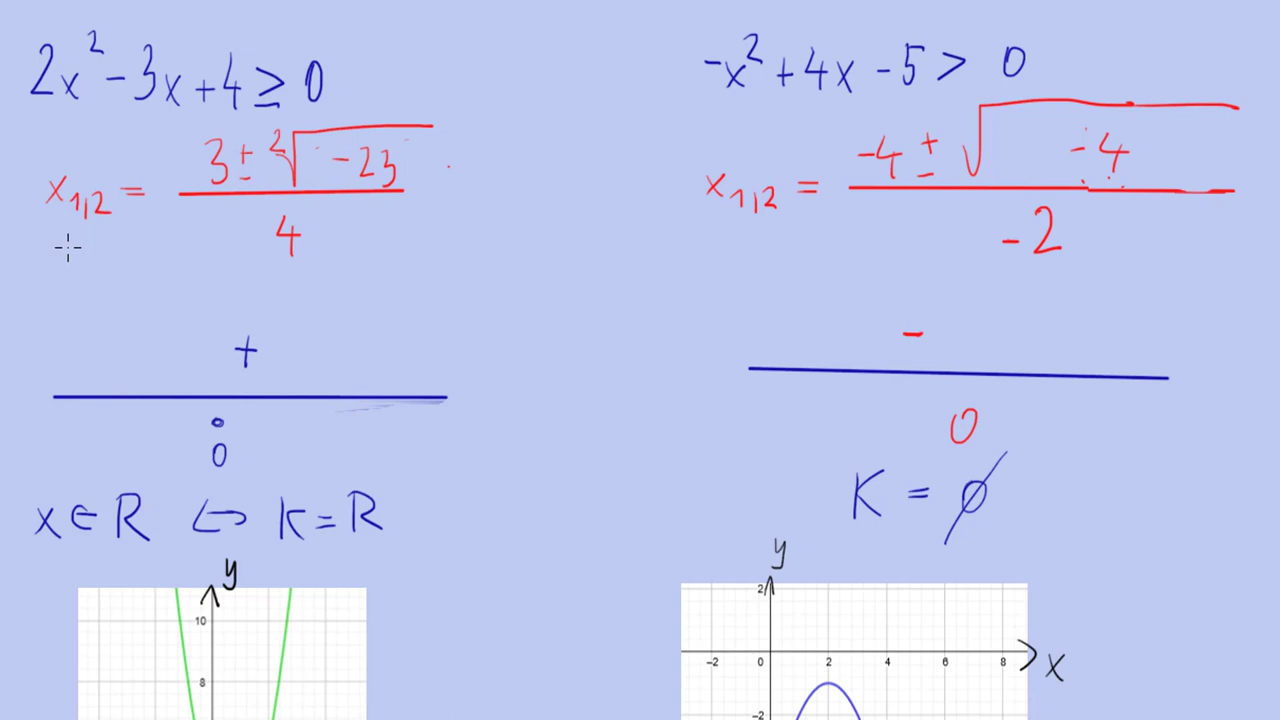 2x² - 3x + 4 ≥ 0
x₁,₂ = (3 ± ²√-23) / 4
+
0
x ∈ R ⇔ K = R
y
10
8
-x² + 4x - 5 > 0
x₁,₂ = (-4 ± √-4) / -2
-
0
K = ∅
y
2
-2 0 2 4 6 8 x
-2